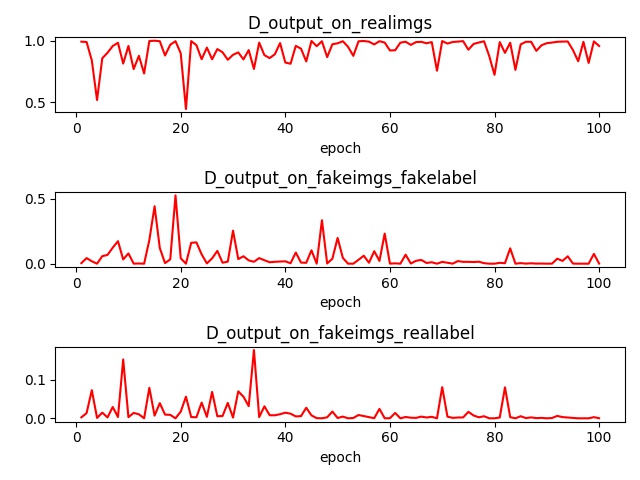 D_output_on_realimgs
1.0
0.5
0 20 40 60 80 100
epoch
D_output_on_fakeimgs_fakelabel
0.5
0.0
0 20 40 60 80 100
epoch
D_output_on_fakeimgs_reallabel
0.1
0.0
0 20 40 60 80 100
epoch